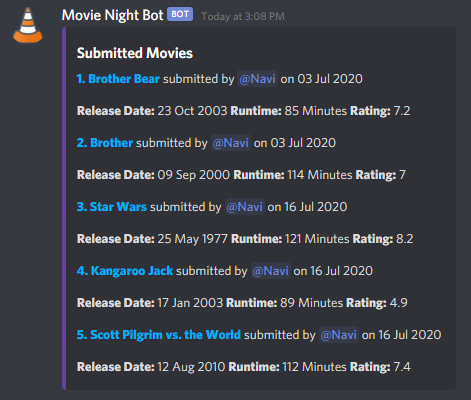 Movie Night Bot BOT Today at 3:08 PM
Submitted Movies
1. Brother Bear submitted by @Navi on 03 Jul 2020
Release Date: 23 Oct 2003 Runtime: 85 Minutes Rating: 7.2
2. Brother submitted by @Navi on 03 Jul 2020
Release Date: 09 Sep 2000 Runtime: 114 Minutes Rating: 7
3. Star Wars submitted by @Navi on 16 Jul 2020
Release Date: 25 May 1977 Runtime: 121 Minutes Rating: 8.2
4. Kangaroo Jack submitted by @Navi on 16 Jul 2020
Release Date: 17 Jan 2003 Runtime: 89 Minutes Rating: 4.9
5. Scott Pilgrim vs. the World submitted by @Navi on 16 Jul 2020
Release Date: 12 Aug 2010 Runtime: 112 Minutes Rating: 7.4